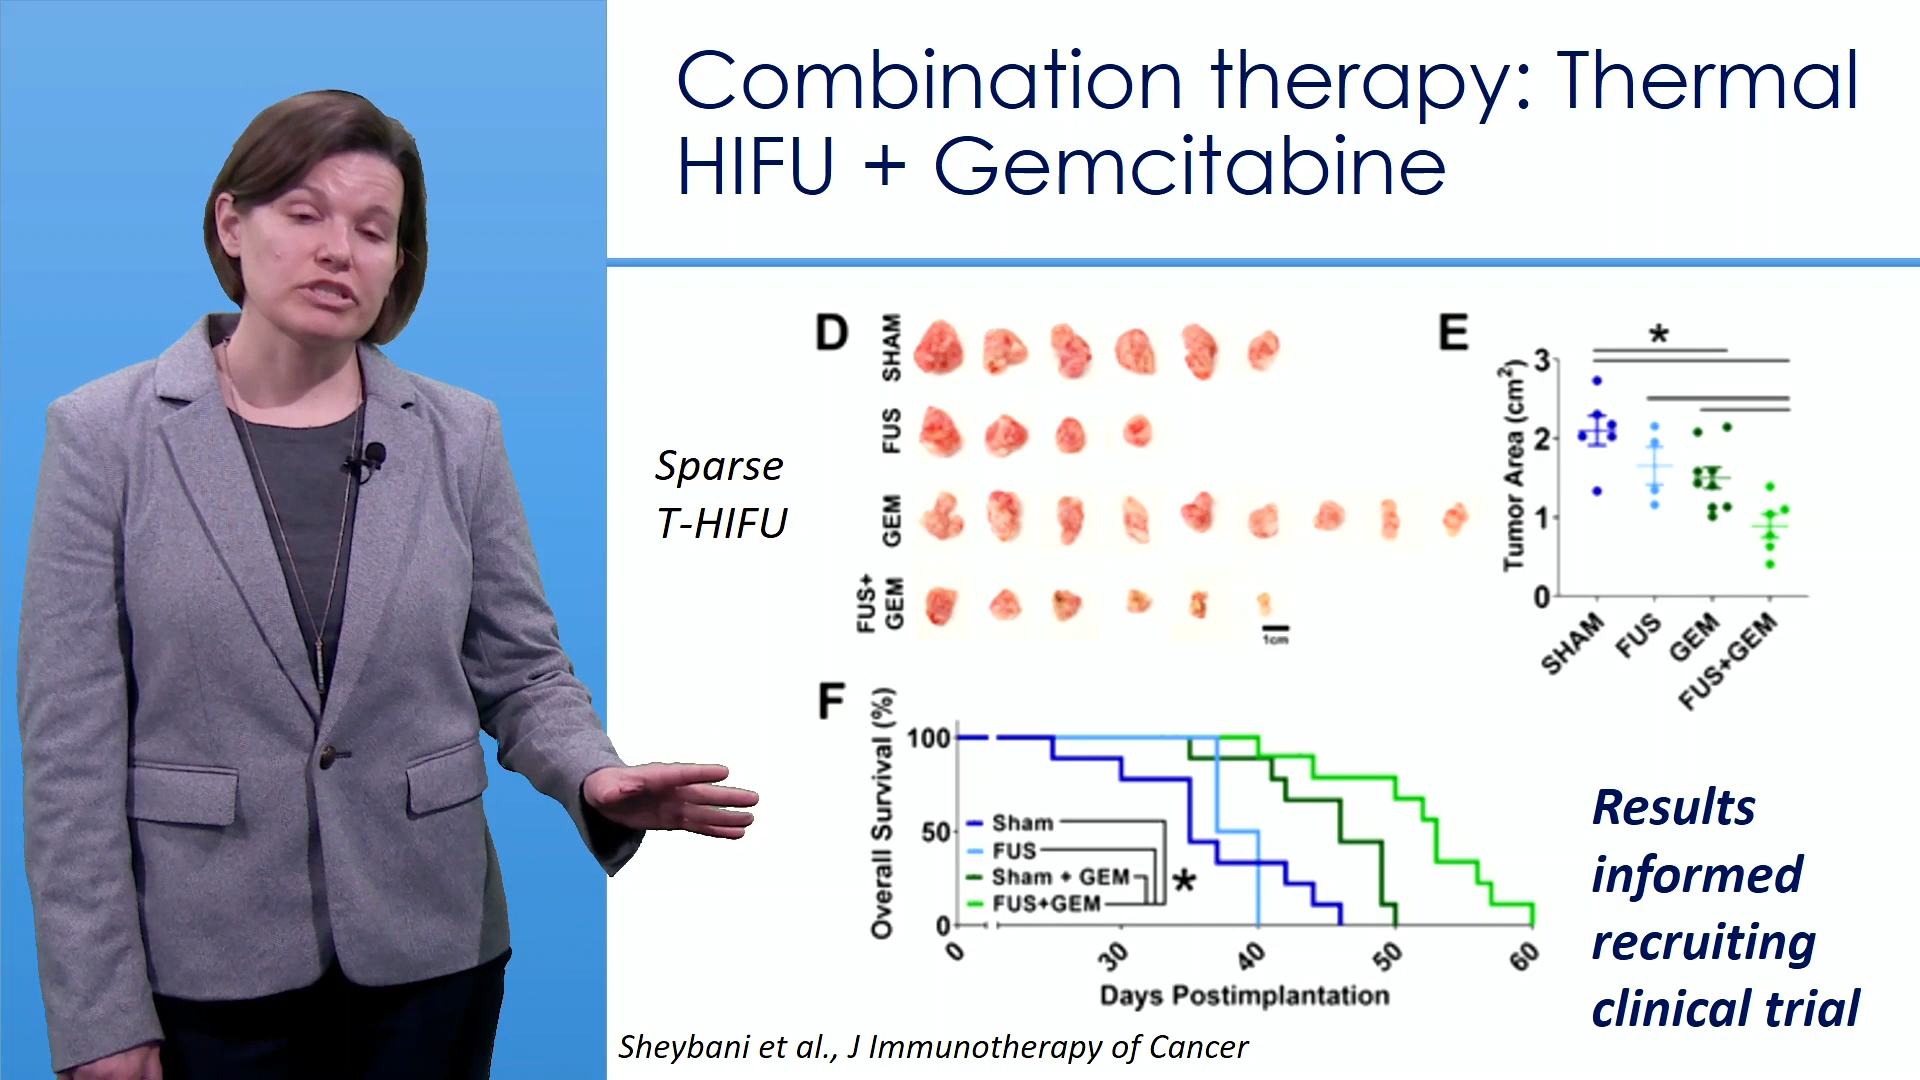 Combination therapy: Thermal
HIFU + Gemcitabine
Sparse
T-HIFU
D
SHAM
FUS
GEM
FUS+
GEM
1cm
E
*
Tumor Area (cm²)
3
2
1
0
SHAM
FUS
GEM
FUS+GEM
F
Overall Survival (%)
100
50
0
Sham
FUS
Sham + GEM
FUS+GEM
*
0
30
40
50
60
Days Postimplantation
Results
informed
recruiting
clinical trial
Sheybani et al., J Immunotherapy of Cancer